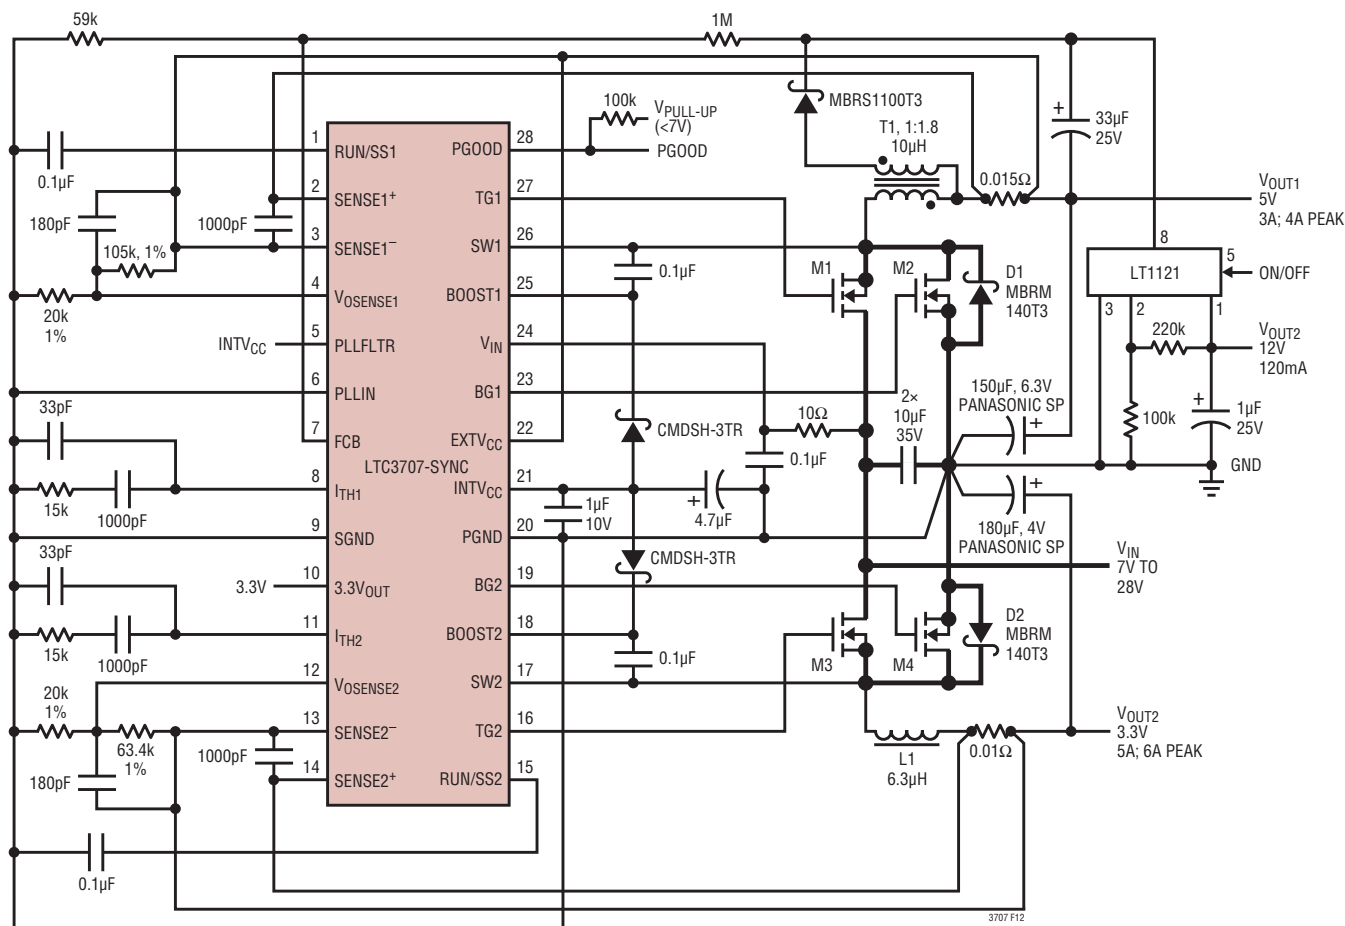 59k
1M
100k
VPULL-UP
(<7V)
PGOOD
MBRS1100T3
T1, 1:1.8
10µH
33µF
25V
+
0.015Ω
VOUT1
5V
3A; 4A PEAK
0.1µF
180pF
105k, 1%
1000pF
20k
1%
INTVCC
33pF
15k
1000pF
33pF
3.3V
15k
1000pF
20k
1%
63.4k
1%
180pF
1000pF
0.1µF
1
RUN/SS1
2
SENSE1+
3
SENSE1–
4
VOSENSE1
5
PLLFLTR
6
PLLIN
7
FCB
LTC3707-SYNC
8
ITH1
9
SGND
10
3.3VOUT
11
ITH2
12
VOSENSE2
13
SENSE2–
14
SENSE2+
28
PGOOD
27
TG1
26
SW1
25
BOOST1
24
VIN
23
BG1
22
EXTVCC
21
INTVCC
20
PGND
19
BG2
18
BOOST2
17
SW2
16
TG2
15
RUN/SS2
0.1µF
M1
M2
D1
MBRM
140T3
8
LT1121
5
ON/OFF
3
2
1
220k
VOUT2
12V
120mA
100k
+
1µF
25V
GND
CMDSH-3TR
10Ω
0.1µF
2×
10µF
35V
150µF, 6.3V
PANASONIC SP
+
1µF
10V
+
4.7µF
+
180µF, 4V
PANASONIC SP
CMDSH-3TR
VIN
7V TO
28V
0.1µF
M3
M4
D2
MBRM
140T3
L1
6.3µH
0.01Ω
VOUT2
3.3V
5A; 6A PEAK
3707 F12